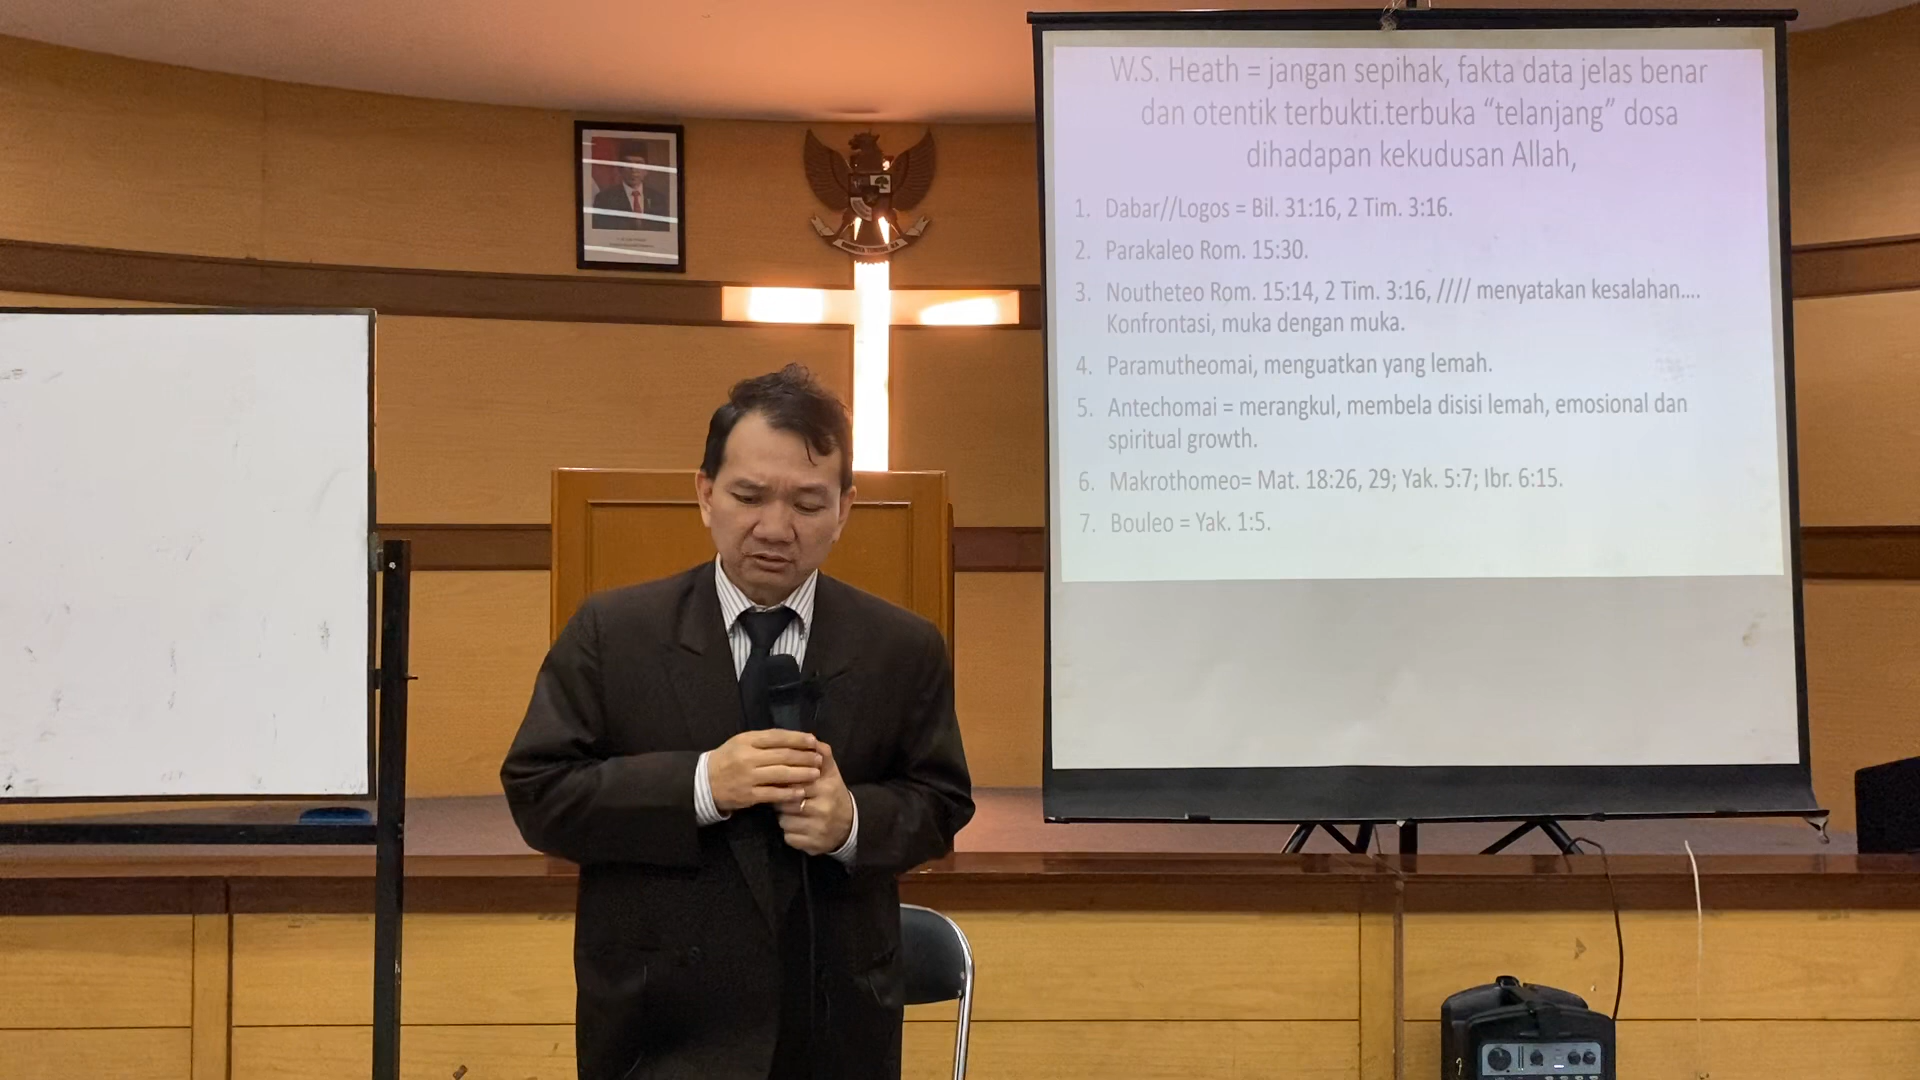 W.S. Heath = jangan sepihak, fakta data jelas benar
dan otentik terbukti.terbuka “telanjang” dosa
dihadapan kekudusan Allah,
1. Dabar//Logos = Bil. 31:16, 2 Tim. 3:16.
2. Parakaleo Rom. 15:30.
3. Noutheteo Rom. 15:14, 2 Tim. 3:16, //// menyatakan kesalahan....
Konfrontasi, muka dengan muka.
4. Paramutheomai, menguatkan yang lemah.
5. Antechomai = merangkul, membela disisi lemah, emosional dan
spiritual growth.
6. Makrothomeo= Mat. 18:26, 29; Yak. 5:7; Ibr. 6:15.
7. Bouleo = Yak. 1:5.